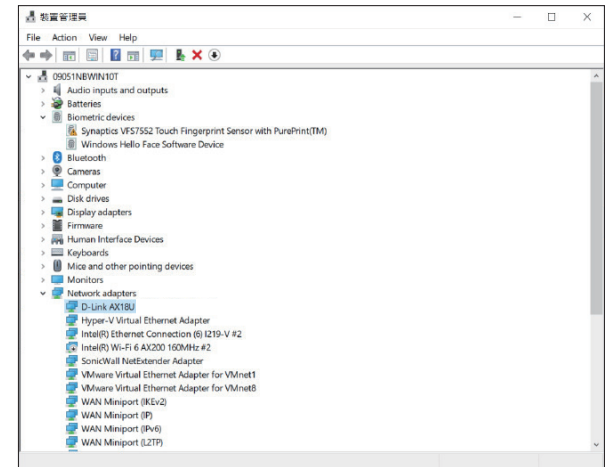 裝置管理員
File Action View Help
09051NBWIN10T
Audio inputs and outputs
Batteries
Biometric devices
Synaptics VFS7552 Touch Fingerprint Sensor with PurePrint(TM)
Windows Hello Face Software Device
Bluetooth
Cameras
Computer
Disk drives
Display adapters
Firmware
Human Interface Devices
Keyboards
Mice and other pointing devices
Monitors
Network adapters
D-Link AX18U
Hyper-V Virtual Ethernet Adapter
Intel(R) Ethernet Connection (6) I219-V #2
Intel(R) Wi-Fi 6 AX200 160MHz #2
SonicWall NetExtender Adapter
VMware Virtual Ethernet Adapter for VMnet1
VMware Virtual Ethernet Adapter for VMnet8
WAN Miniport (IKEv2)
WAN Miniport (IP)
WAN Miniport (IPv6)
WAN Miniport (L2TP)